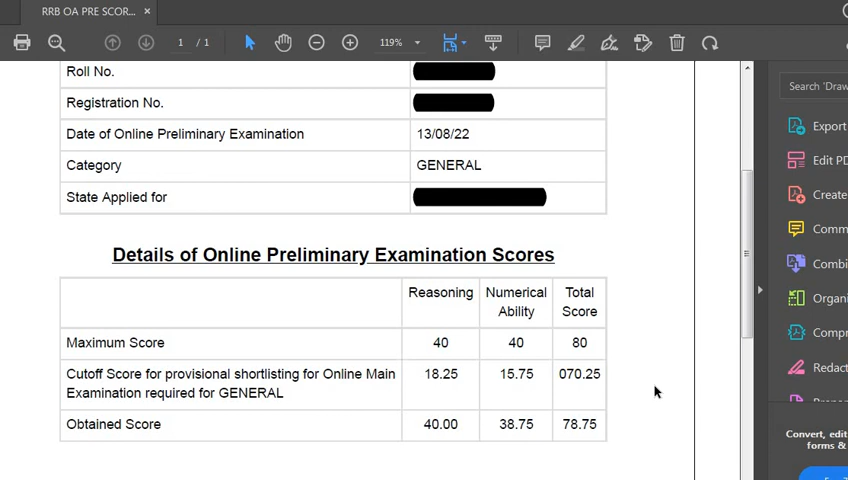 RRB OA PRE SCOR... ×
1 / 1
119%
Search 'Draw
Roll No.
Registration No.
Date of Online Preliminary Examination 13/08/22
Category GENERAL
State Applied for
Details of Online Preliminary Examination Scores
Reasoning Numerical Total
Ability Score
Maximum Score 40 40 80
Cutoff Score for provisional shortlisting for Online Main 18.25 15.75 070.25
Examination required for GENERAL
Obtained Score 40.00 38.75 78.75
Export
Edit PD
Create
Comm
Combi
Organi
Compr
Redact
Convert, edit
forms &